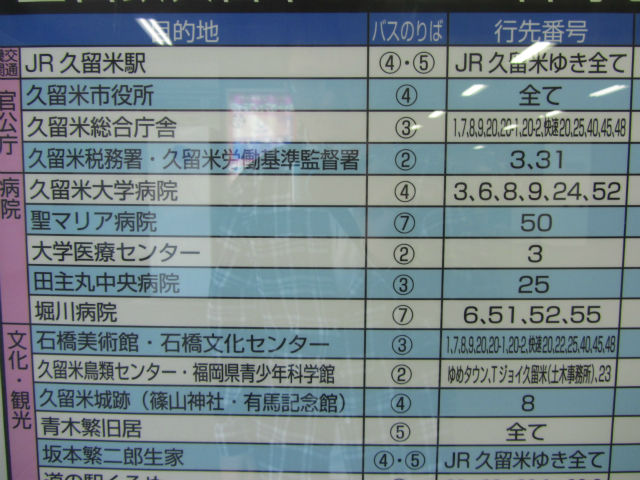 目的地 バスのりば 行先番号
交通機関 JR久留米駅 ④・⑤ JR久留米ゆき全て
官公庁 久留米市役所 ④ 全て
久留米総合庁舎 ③ 1,7,8,9,20,20-1,20-2,快速20,25,40,45,48
久留米税務署・久留米労働基準監督署 ② 3、31
病院 久留米大学病院 ④ 3、6、8、9、24、52
聖マリア病院 ⑦ 50
大学医療センター ② 3
田主丸中央病院 ③ 25
堀川病院 ⑦ 6、51、52、55
文化・観光 石橋美術館・石橋文化センター ③ 1,7,8,9,20,20-1,20-2,快速20,22,25,40,45,48
久留米鳥類センター・福岡県青少年科学館 ② ゆめタウン、Tジョイ久留米(土木事務所)、23
久留米城跡(篠山神社・有馬記念館) ④ 8
青木繁旧居 ⑤ 全て
坂本繁二郎生家 ④・⑤ JR久留米ゆき全て